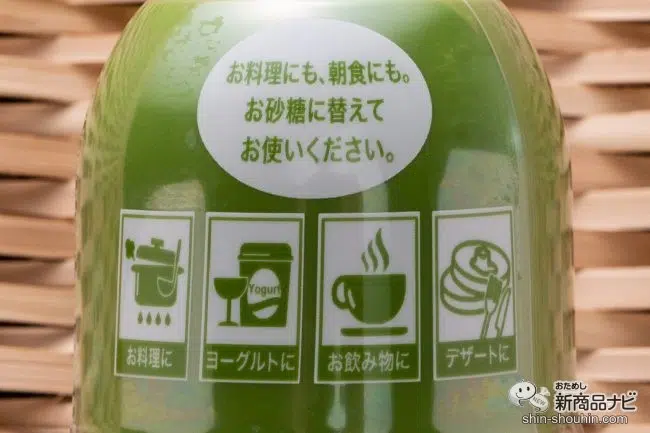 お料理にも、朝食にも。
お砂糖に替えて
お使いください。
Yogurt
お料理に
ヨーグルトに
お飲み物に
デザートに
おためし
新商品ナビ
NEW
shin-shouhin.com